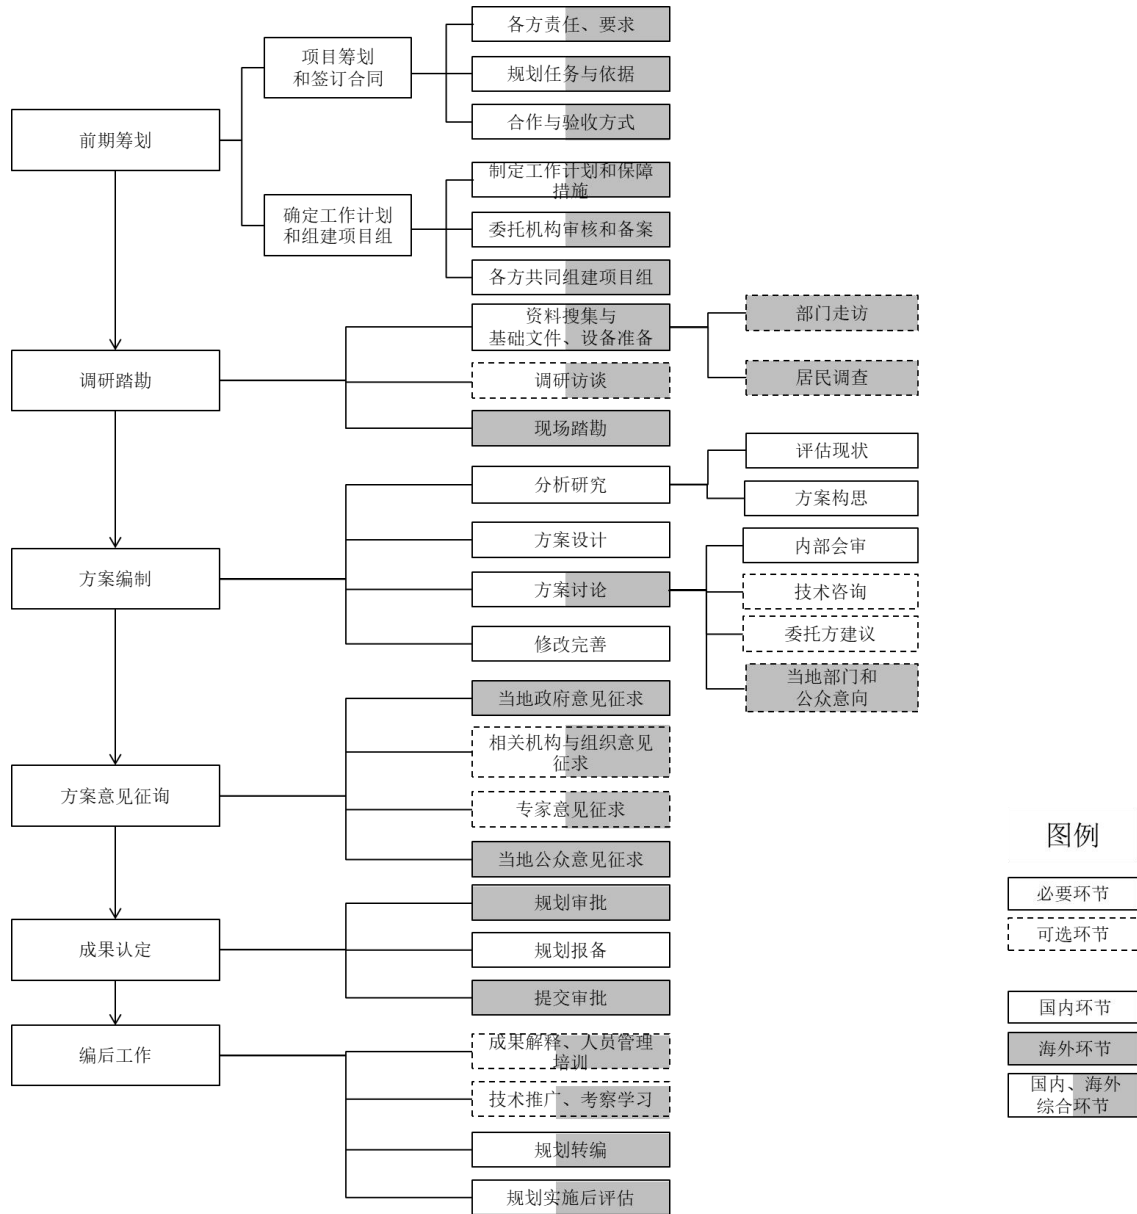 各方责任、要求
项目筹划
和签订合同
规划任务与依据
合作与验收方式
前期筹划
制定工作计划和保障
措施
确定工作计划
和组建项目组
委托机构审核和备案
各方共同组建项目组
资料搜集与
基础文件、设备准备
部门走访
调研踏勘
调研访谈
居民调查
现场踏勘
评估现状
分析研究
方案构思
方案设计
内部会审
方案编制
方案讨论
技术咨询
委托方建议
修改完善
当地部门和
公众意向
当地政府意见征求
相关机构与组织意见
征求
方案意见征询
专家意见征求
当地公众意见征求
规划审批
成果认定
规划报备
提交审批
编后工作
成果解释、人员管理
培训
技术推广、考察学习
规划转编
规划实施后评估
图例
必要环节
可选环节
国内环节
海外环节
国内、海外
综合环节